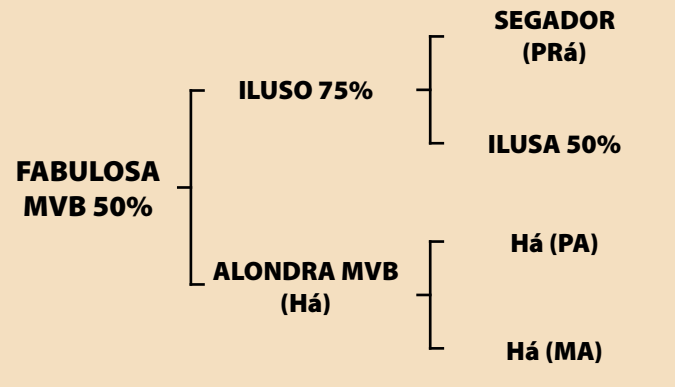 SEGADOR
(PRá)
ILUSO 75%
ILUSA 50%
FABULOSA
MVB 50%
Há (PA)
ALONDRA MVB
(Há)
Há (MA)